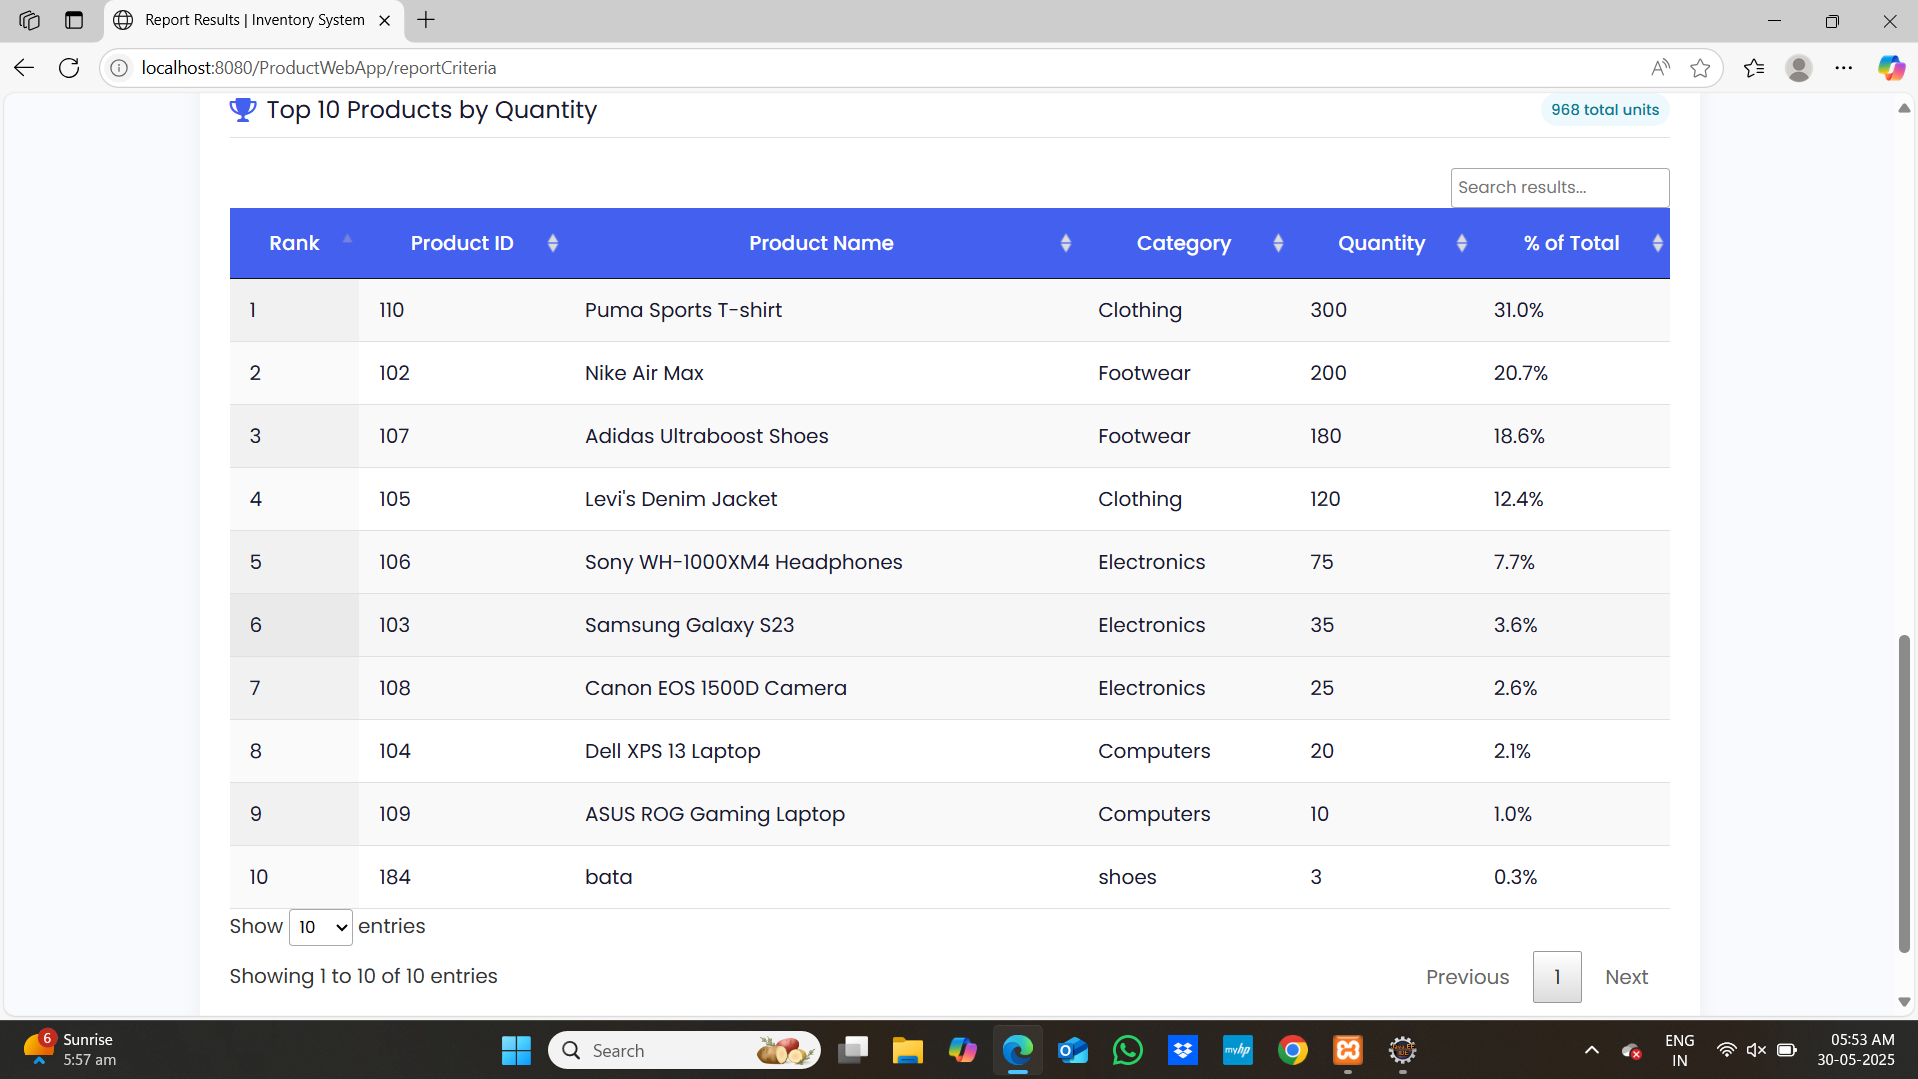 Report Results | Inventory System
localhost:8080/ProductWebApp/reportCriteria
Top 10 Products by Quantity
968 total units
Search results...
Rank Product ID Product Name Category Quantity % of Total
1 110 Puma Sports T-shirt Clothing 300 31.0%
2 102 Nike Air Max Footwear 200 20.7%
3 107 Adidas Ultraboost Shoes Footwear 180 18.6%
4 105 Levi's Denim Jacket Clothing 120 12.4%
5 106 Sony WH-1000XM4 Headphones Electronics 75 7.7%
6 103 Samsung Galaxy S23 Electronics 35 3.6%
7 108 Canon EOS 1500D Camera Electronics 25 2.6%
8 104 Dell XPS 13 Laptop Computers 20 2.1%
9 109 ASUS ROG Gaming Laptop Computers 10 1.0%
10 184 bata shoes 3 0.3%
Show 10 entries
Showing 1 to 10 of 10 entries
Previous 1 Next
6
Sunrise
5:57 am
Search
myhp
ENG
IN
05:53 AM
30-05-2025